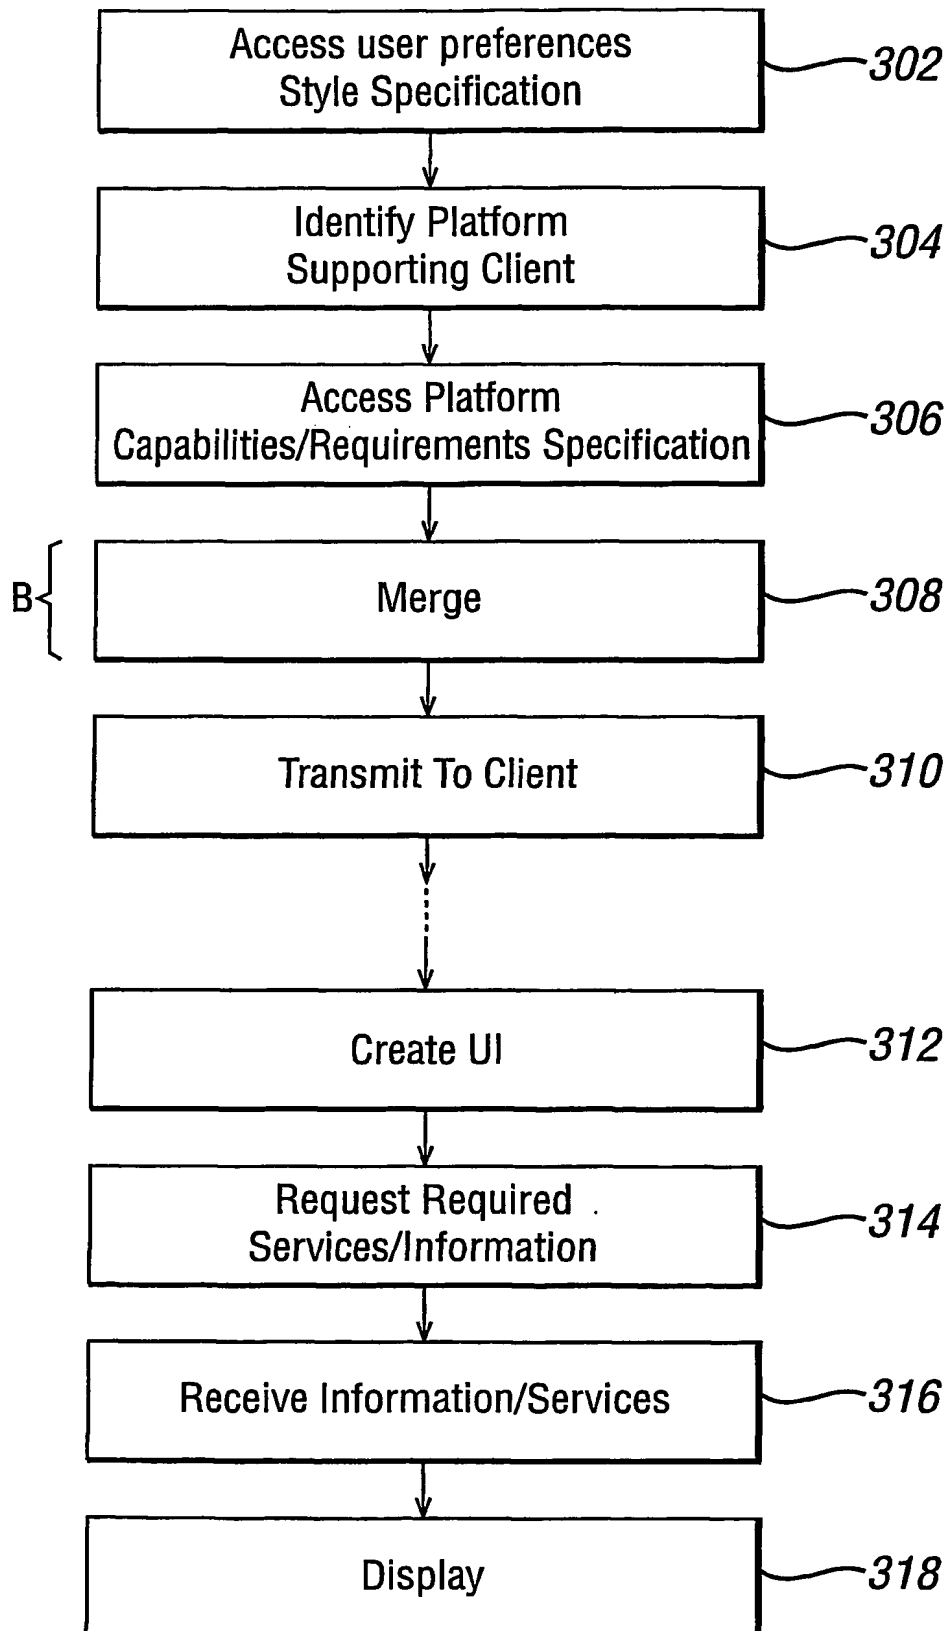 Access user preferences
Style Specification
302
Identify Platform
Supporting Client
304
Access Platform
Capabilities/Requirements Specification
306
B
Merge
308
Transmit To Client
310
Create UI
312
Request Required
Services/Information
314
Receive Information/Services
316
Display
318